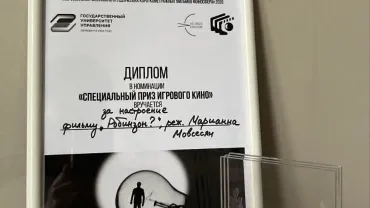 ГОСУДАРСТВЕННЫЙ
УНИВЕРСИТЕТ
УПРАВЛЕНИЯ
ДИПЛОМ
В НОМИНАЦИИ
«СПЕЦИАЛЬНЫЙ ПРИЗ ИГРОВОГО КИНО»
ВРУЧАЕТСЯ
за настроение
фильму „Робинзон?", реж. Марианна
Мовсесян